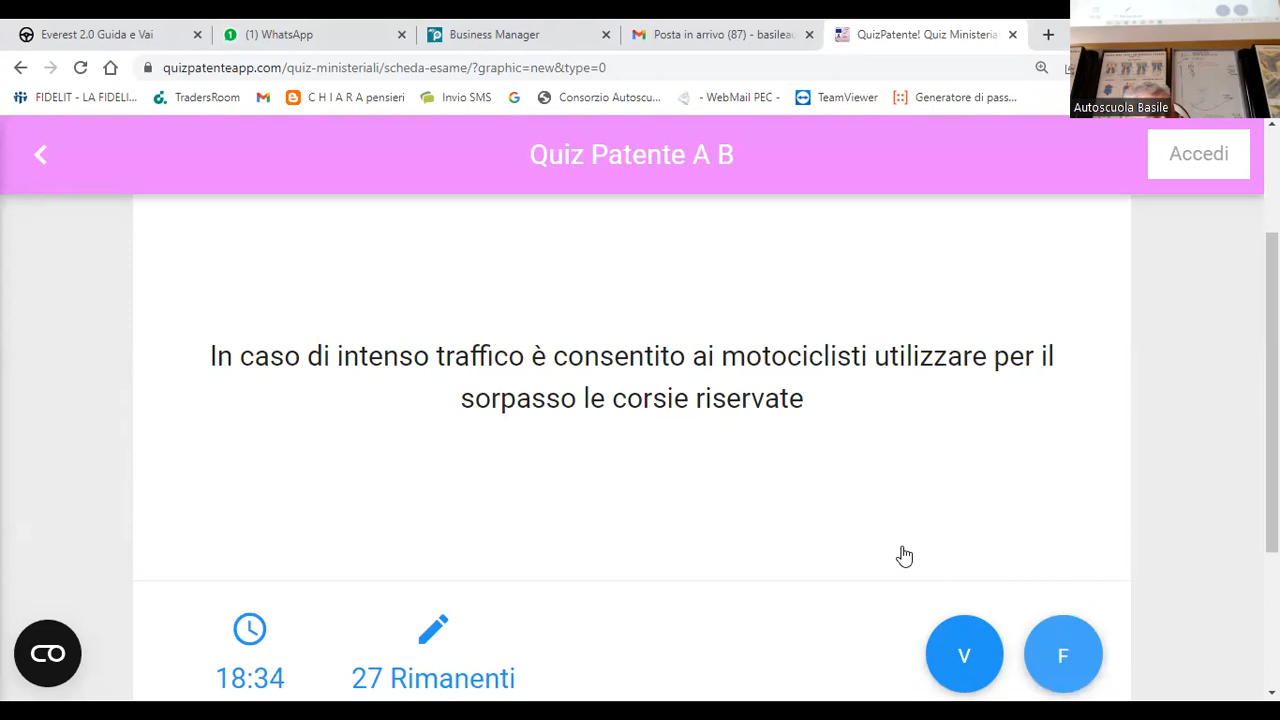 Everest 2.0 Guida e Vai
(1) WhatsApp
Business Manager
Posta in arrivo (87) - basileau
QuizPatente! Quiz Ministeria
quizpatenteapp.com/quiz-ministeriali/schedaesame/?graphic=new&type=0
FIDELIT - LA FIDELI...
TradersRoom
C H I A R A pensieri
Invio SMS
Consorzio Autoscu...
- WebMail PEC -
TeamViewer
Generatore di pass...
Autoscuola Basile
Quiz Patente A B
Accedi
In caso di intenso traffico è consentito ai motociclisti utilizzare per il
sorpasso le corsie riservate
18:34
27 Rimanenti
V
F